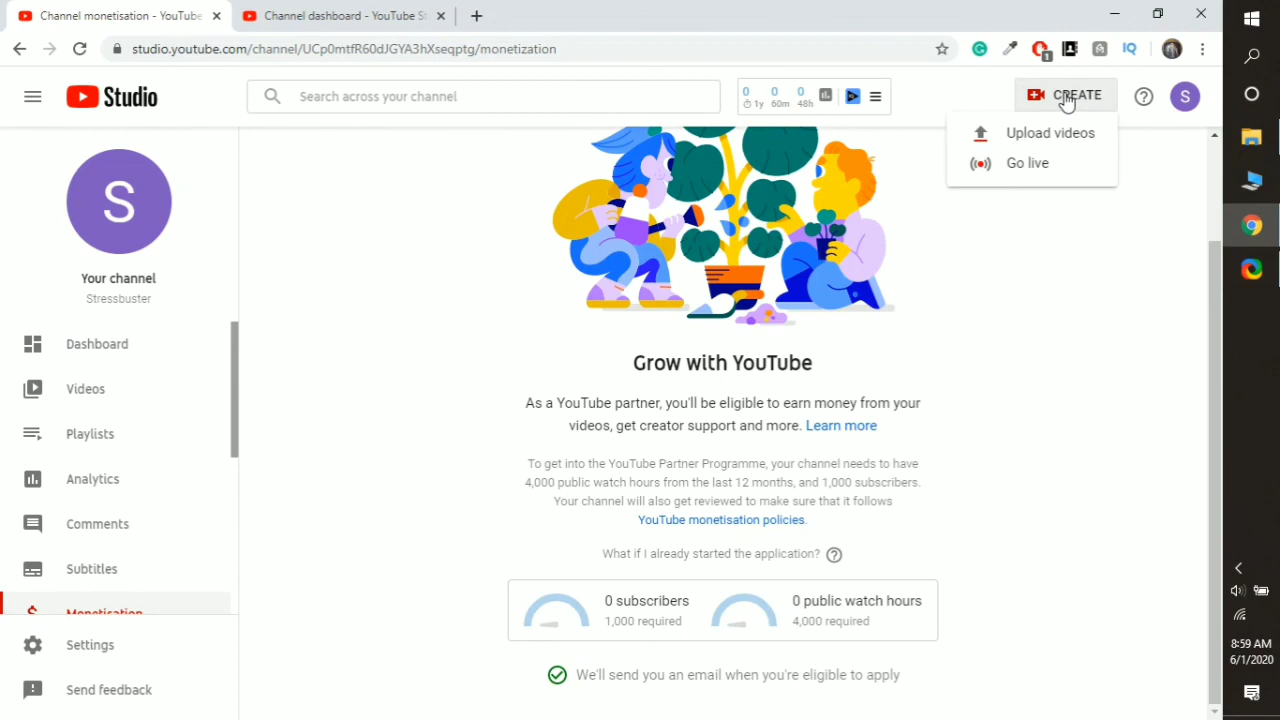 Channel monetisation - YouTube
Channel dashboard - YouTube St
studio.youtube.com/channel/UCp0mtfR60dJGYA3hXseqptg/monetization
1
IQ
Studio
Search across your channel
0 0 0
1y 60m 48h
CREATE
S
Upload videos
Go live
S
Your channel
Stressbuster
Dashboard
Videos
Playlists
Analytics
Comments
Subtitles
Monetisation
Settings
Send feedback
Grow with YouTube
As a YouTube partner, you'll be eligible to earn money from your
videos, get creator support and more. Learn more
To get into the YouTube Partner Programme, your channel needs to have
4,000 public watch hours from the last 12 months, and 1,000 subscribers.
Your channel will also get reviewed to make sure that it follows
YouTube monetisation policies.
What if I already started the application?
0 subscribers
1,000 required
0 public watch hours
4,000 required
We'll send you an email when you're eligible to apply
8:59 AM
6/1/2020